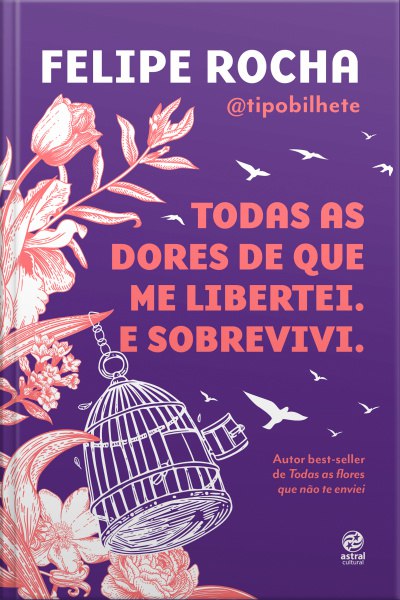 FELIPE ROCHA
@tipobilhete
TODAS AS
DORES DE QUE
ME LIBERTEI.
E SOBREVIVI.
Autor best-seller
de Todas as flores
que não te enviei
astral
cultural